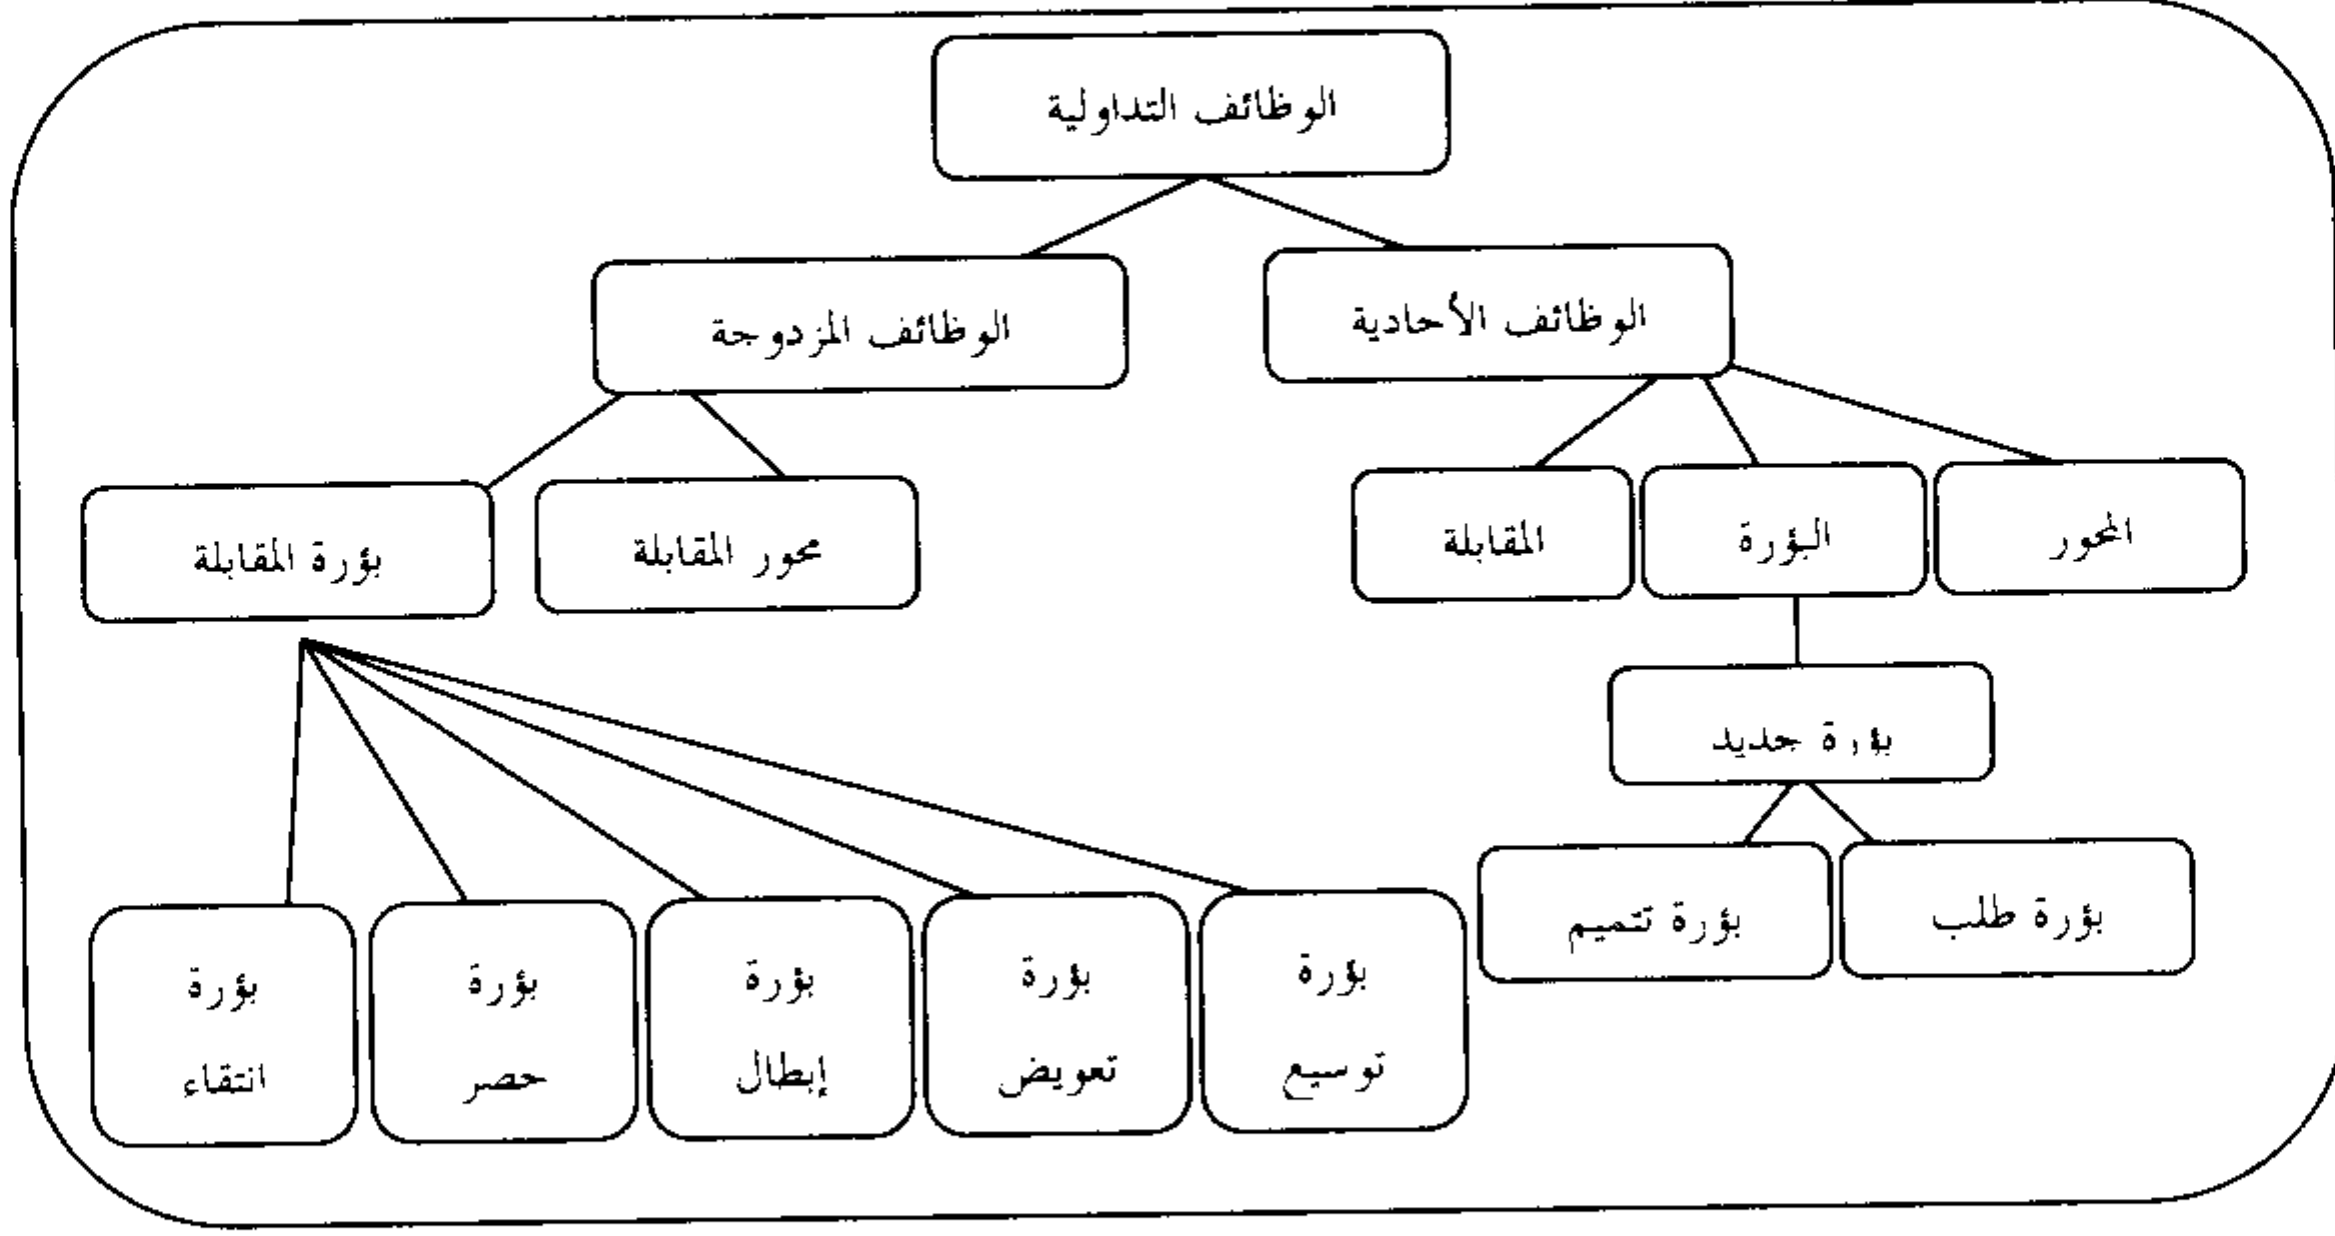 الوظائف التداولية
الوظائف الأحادية
الوظائف المزدوجة
المحور
البؤرة
المقابلة
محور المقابلة
بؤرة المقابلة
بؤرة جديد
بؤرة طلب
بؤرة تتميم
بؤرة
توسيع
بؤرة
تعويض
بؤرة
إبطال
بؤرة
حصر
بؤرة
انتقاء